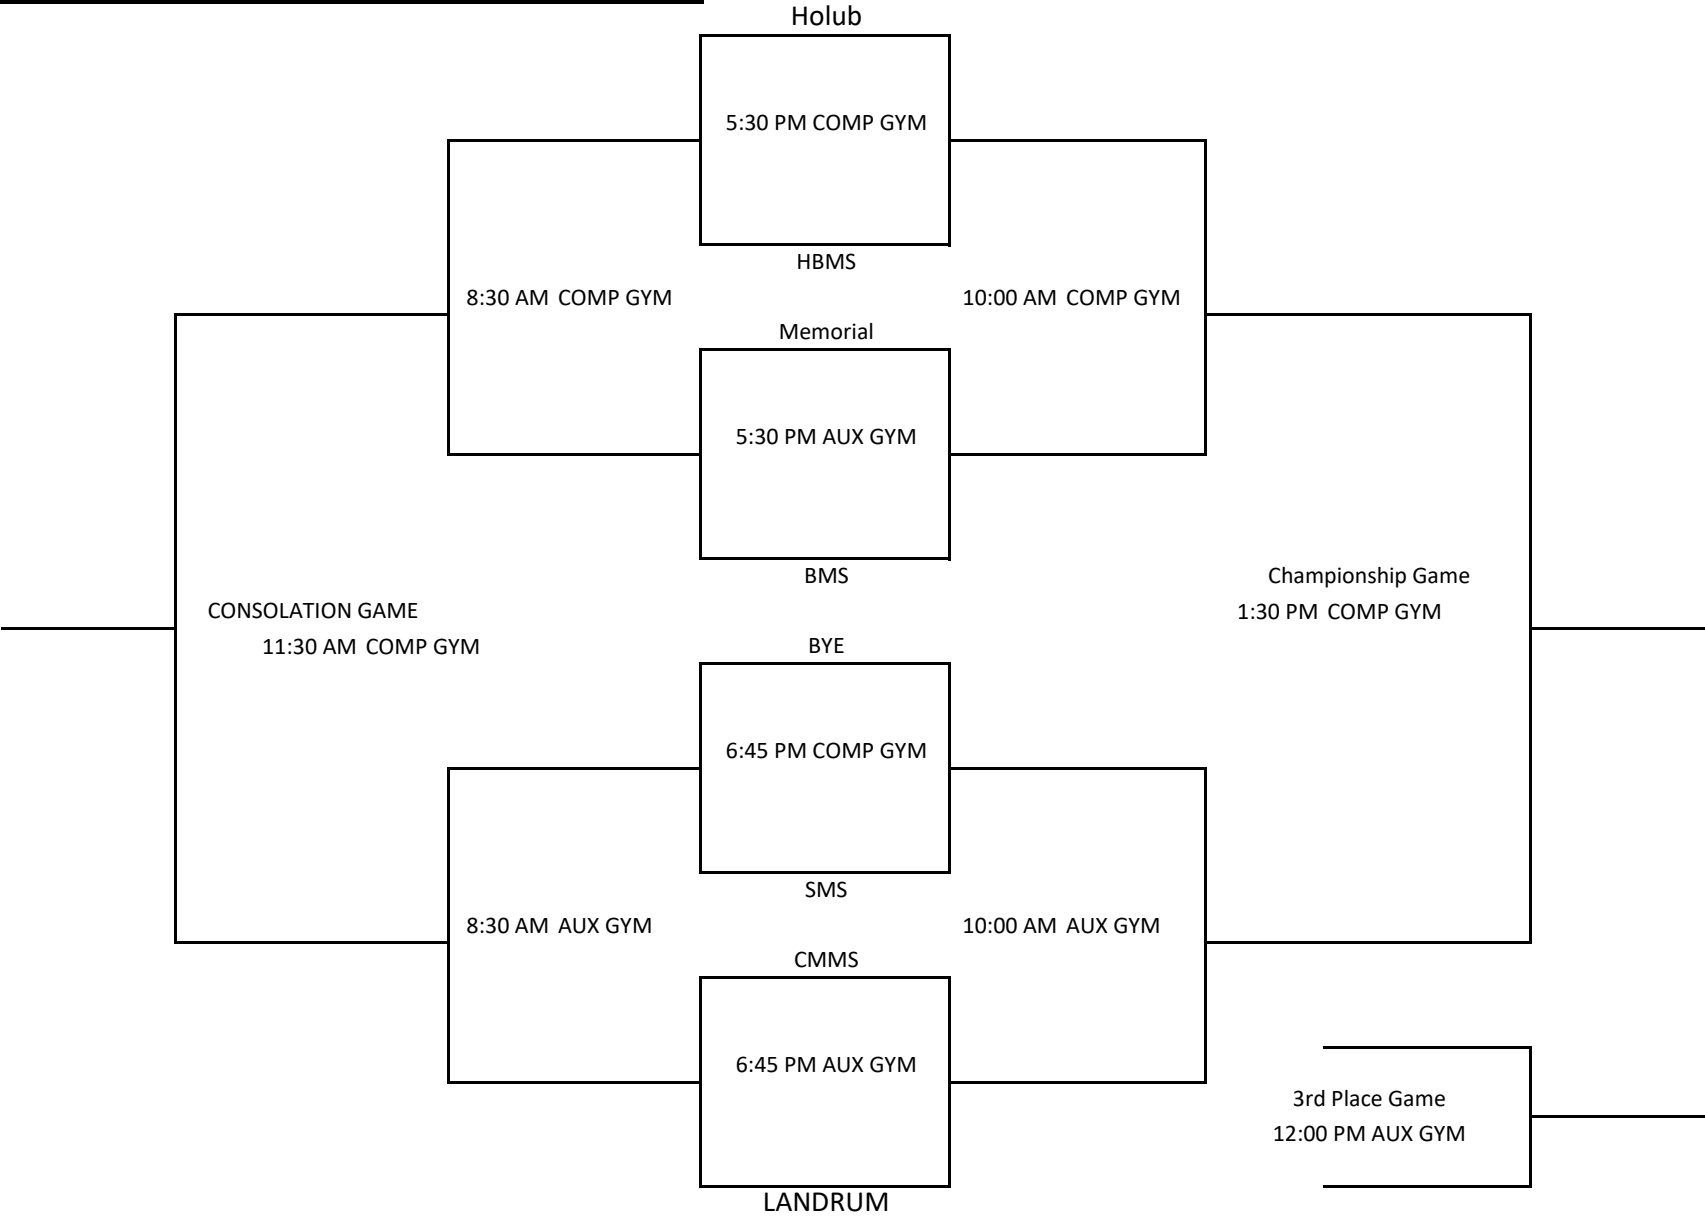 Holub
5:30 PM COMP GYM
HBMS
8:30 AM COMP GYM
10:00 AM COMP GYM
Memorial
5:30 PM AUX GYM
BMS
Championship Game
CONSOLATION GAME
1:30 PM COMP GYM
11:30 AM COMP GYM
BYE
6:45 PM COMP GYM
SMS
8:30 AM AUX GYM
10:00 AM AUX GYM
CMMS
6:45 PM AUX GYM
3rd Place Game
12:00 PM AUX GYM
LANDRUM